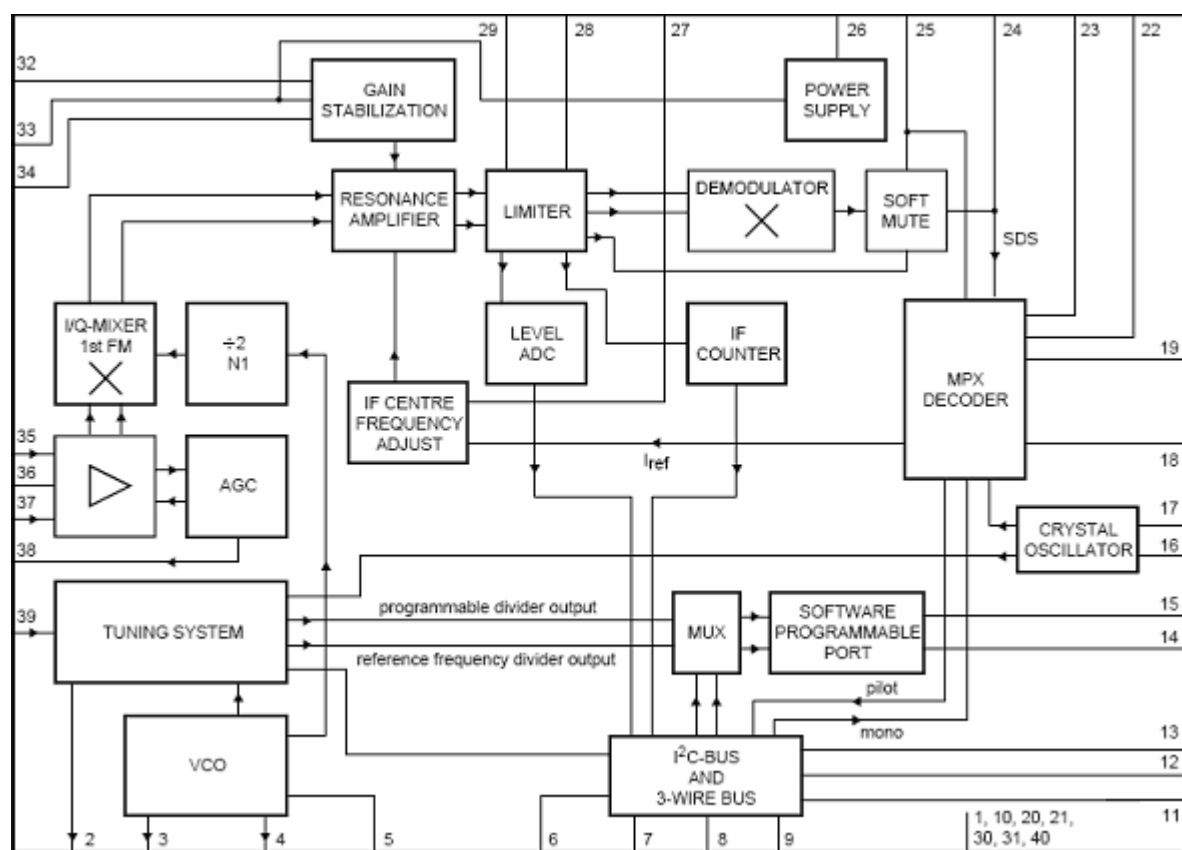 29
28
27
26
25
24
23
22
32
GAIN
STABILIZATION
POWER
SUPPLY
33
34
RESONANCE
AMPLIFIER
LIMITER
DEMODULATOR
SOFT
MUTE
SDS
I/Q-MIXER
1st FM
÷2
N1
LEVEL
ADC
IF
COUNTER
MPX
DECODER
19
IF CENTRE
FREQUENCY
ADJUST
Iref
18
35
36
37
38
AGC
CRYSTAL
OSCILLATOR
17
16
39
TUNING SYSTEM
programmable divider output
reference frequency divider output
MUX
SOFTWARE
PROGRAMMABLE
PORT
15
14
pilot
mono
VCO
I²C-BUS
AND
3-WIRE BUS
13
12
11
2
3
4
5
6
7
8
9
1, 10, 20, 21,
30, 31, 40